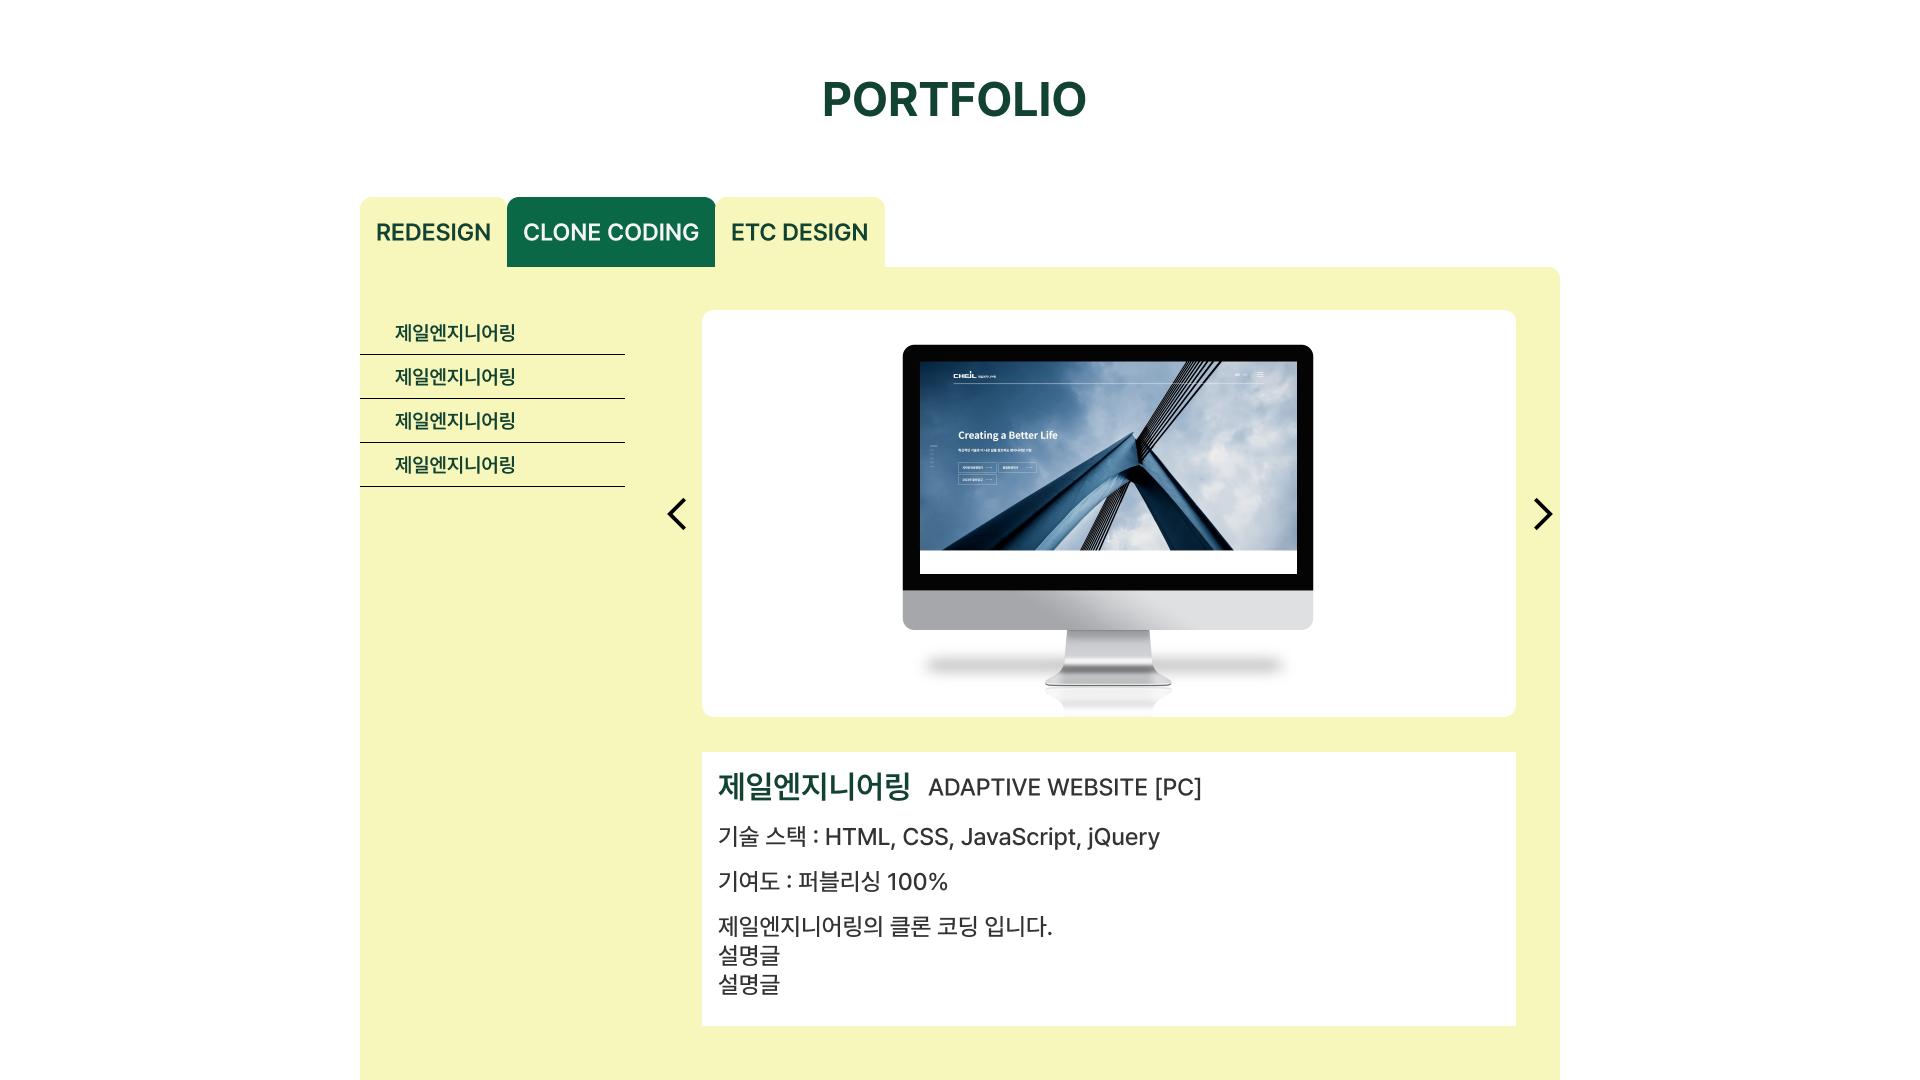 PORTFOLIO
REDESIGN
CLONE CODING
ETC DESIGN
제일엔지니어링
제일엔지니어링
제일엔지니어링
제일엔지니어링
CHEIL
Creating a Better Life
제일엔지니어링 ADAPTIVE WEBSITE [PC]
기술 스택 : HTML, CSS, JavaScript, jQuery
기여도 : 퍼블리싱 100%
제일엔지니어링의 클론 코딩 입니다.
설명글
설명글